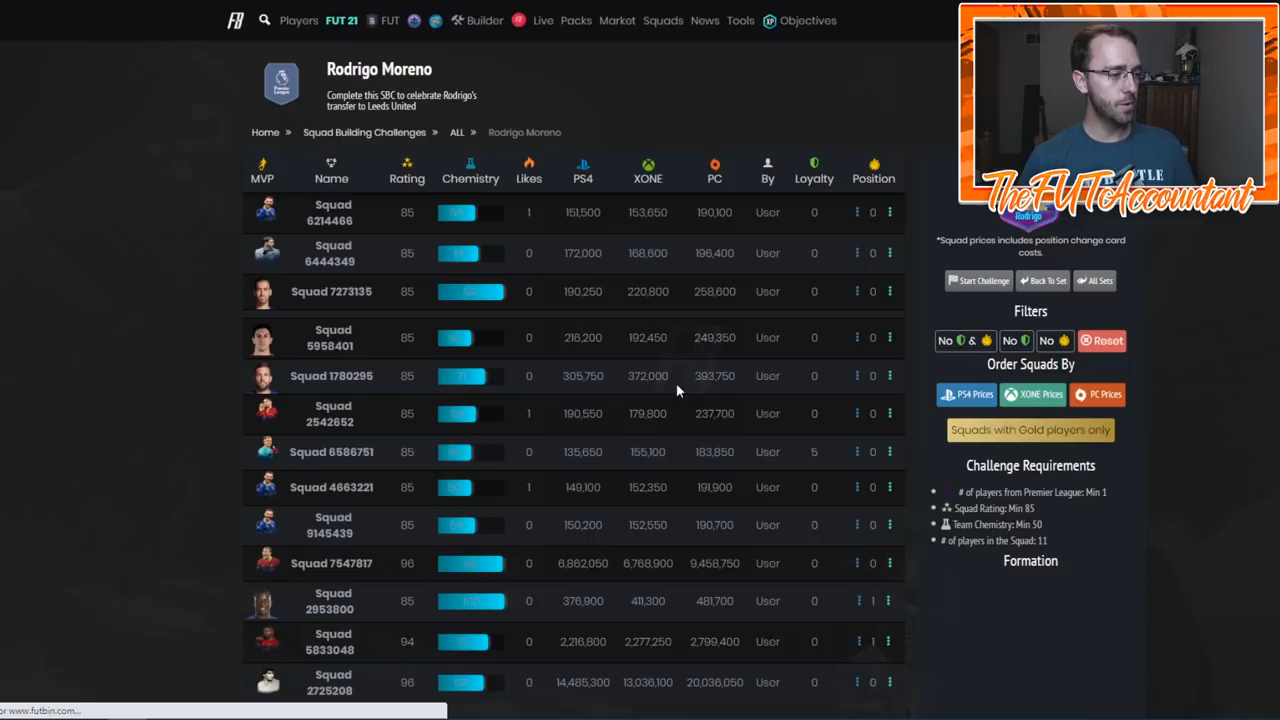 FB Players FUT 21 FUT Builder Live Packs Market Squads News Tools Objectives
Rodrigo Moreno
Complete this SBC to celebrate Rodrigo's
transfer to Leeds United
Home » Squad Building Challenges » ALL » Rodrigo Moreno
MVP Name Rating Chemistry Likes PS4 XONE PC By Loyalty Position
Squad 6214466 85 1 151,500 153,650 190,100 User 0 0
Squad 6444349 85 0 172,000 168,600 196,400 User 0 0
Squad 7273135 85 0 190,250 220,800 258,600 User 0 0
Squad 5958401 85 0 216,200 192,450 249,350 User 0 0
Squad 1780295 85 71 0 305,750 372,000 393,750 User 0 0
Squad 2542652 85 1 190,550 179,800 237,700 User 0 0
Squad 6586751 85 0 135,650 155,100 183,850 User 5 0
Squad 4663221 85 50 1 149,100 152,350 191,900 User 0 0
Squad 9145439 85 0 150,200 152,550 190,700 User 0 0
Squad 7547817 96 0 6,862,050 6,768,900 9,458,750 User 0 0
Squad 2953800 85 100 0 376,900 411,300 481,700 User 0 1
Squad 5833048 94 0 2,216,800 2,277,250 2,799,400 User 0 1
Squad 2725208 96 0 14,485,300 13,036,100 20,036,050 User 0 0
TheFUTAccountant
Rodrigo
*Squad prices includes position change card
costs.
Start Challenge Back To Set All Sets
Filters
No & No No Reset
Order Squads By
PS4 Prices XONE Prices PC Prices
Squads with Gold players only
Challenge Requirements
# of players from Premier League: Min 1
Squad Rating: Min 85
Team Chemistry: Min 50
# of players in the Squad: 11
Formation
or www.futbin.com...